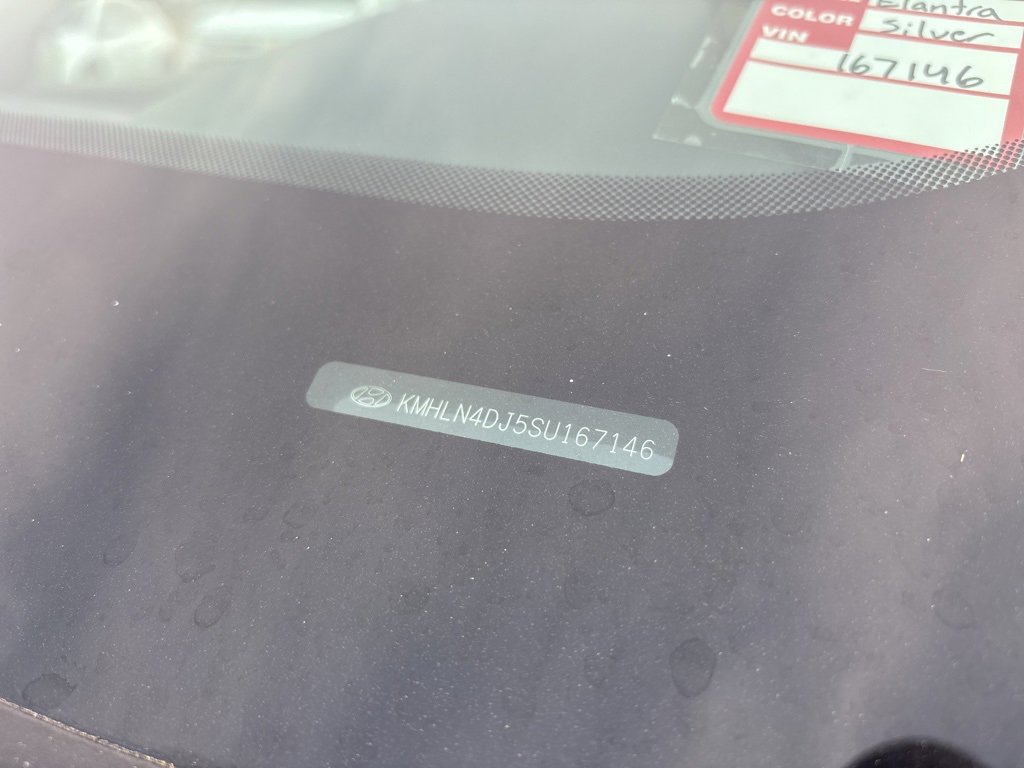 Elantra
COLOR Silver
VIN 167146
KMHLN4DJ5SU167146